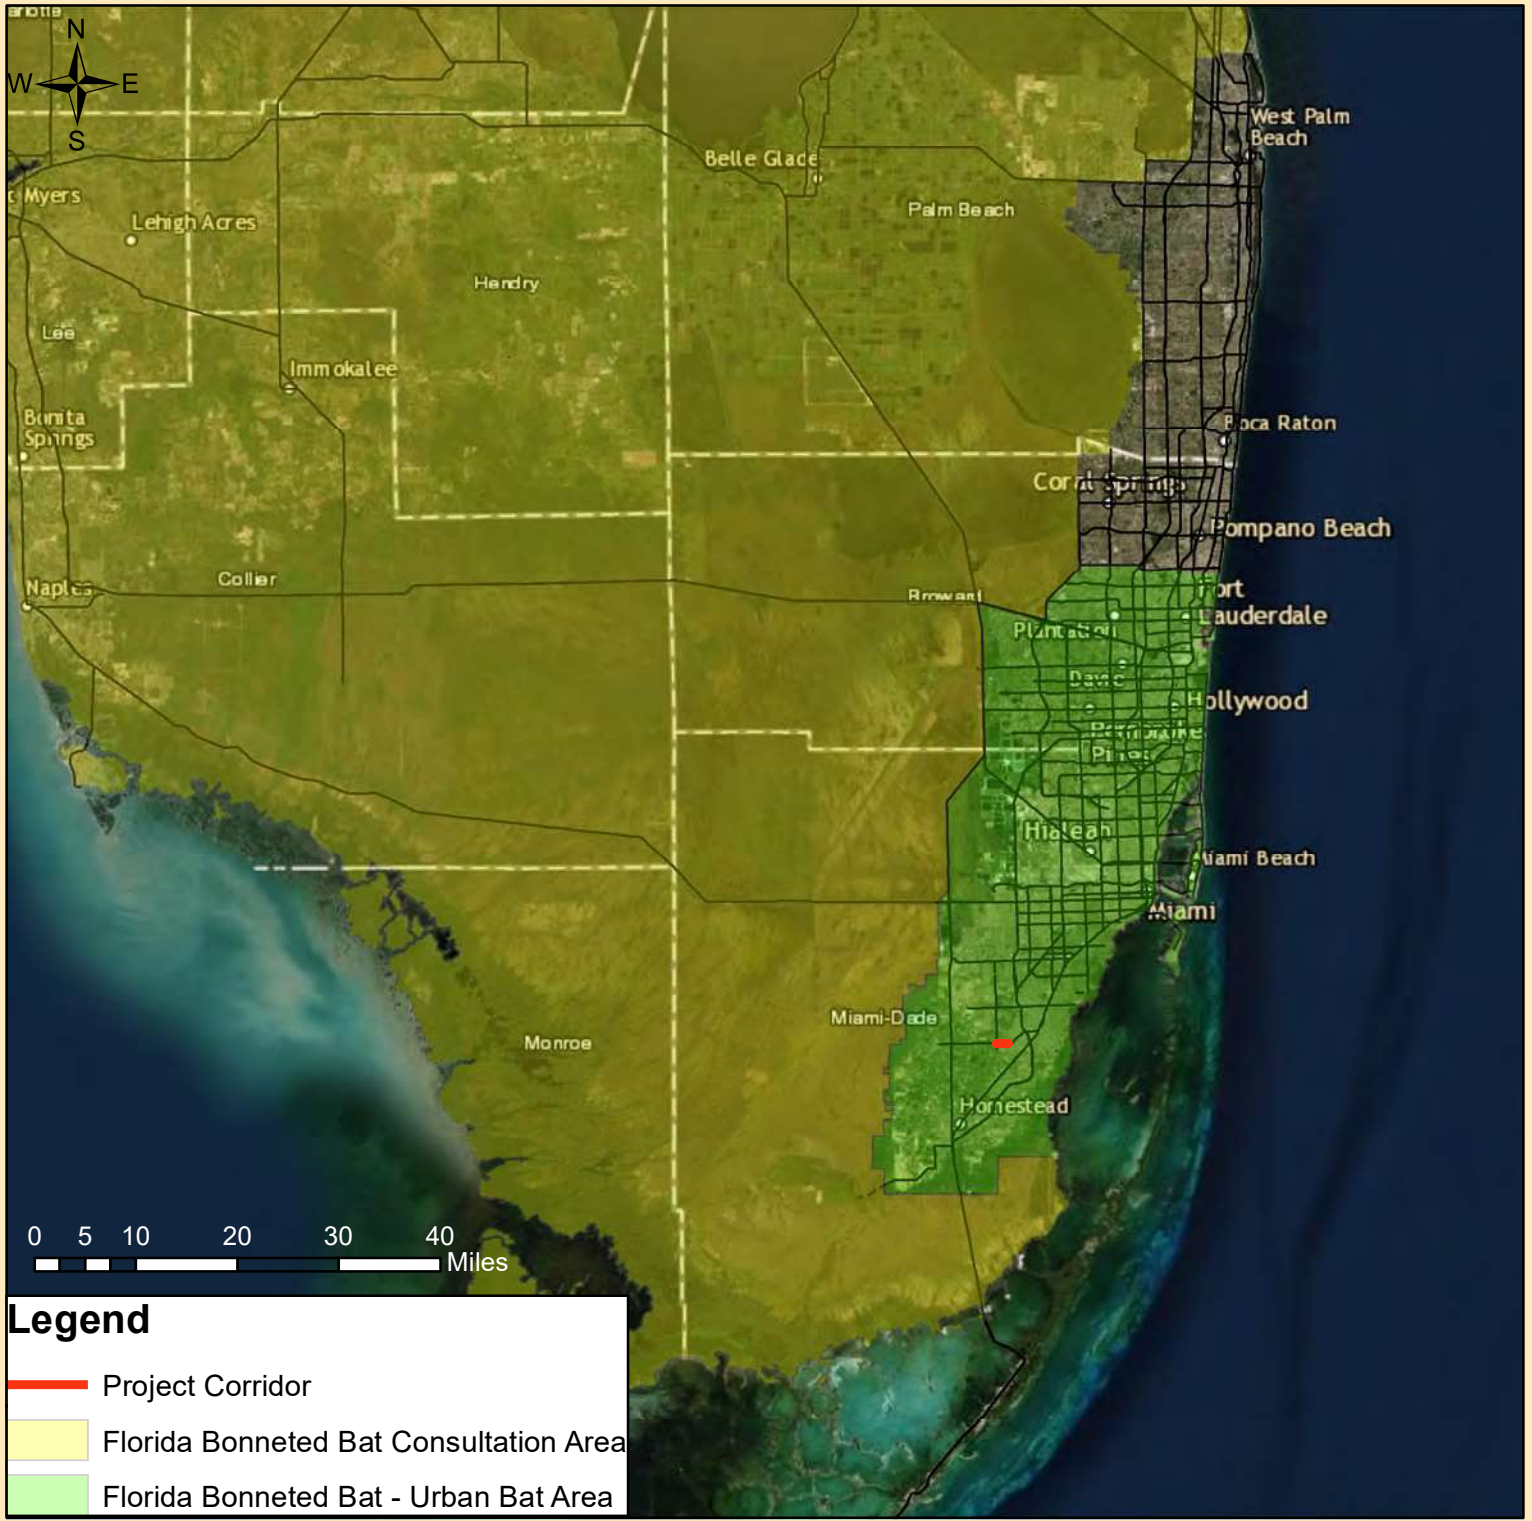 N
W E
S
West Palm
Beach
Belle Glade
Myers
Lehigh Acres
Palm Beach
Hendry
Lee
Immokalee
Bonita
Springs
Boca Raton
Coral Springs
Pompano Beach
Collier
Naples
Broward
Fort
Lauderdale
Plantation
Davie
Hollywood
Pembroke
Pines
Hialeah
Miami Beach
Miami
Miami-Dade
Monroe
Homestead
0 5 10 20 30 40
Miles
Legend
Project Corridor
Florida Bonneted Bat Consultation Area
Florida Bonneted Bat - Urban Bat Area